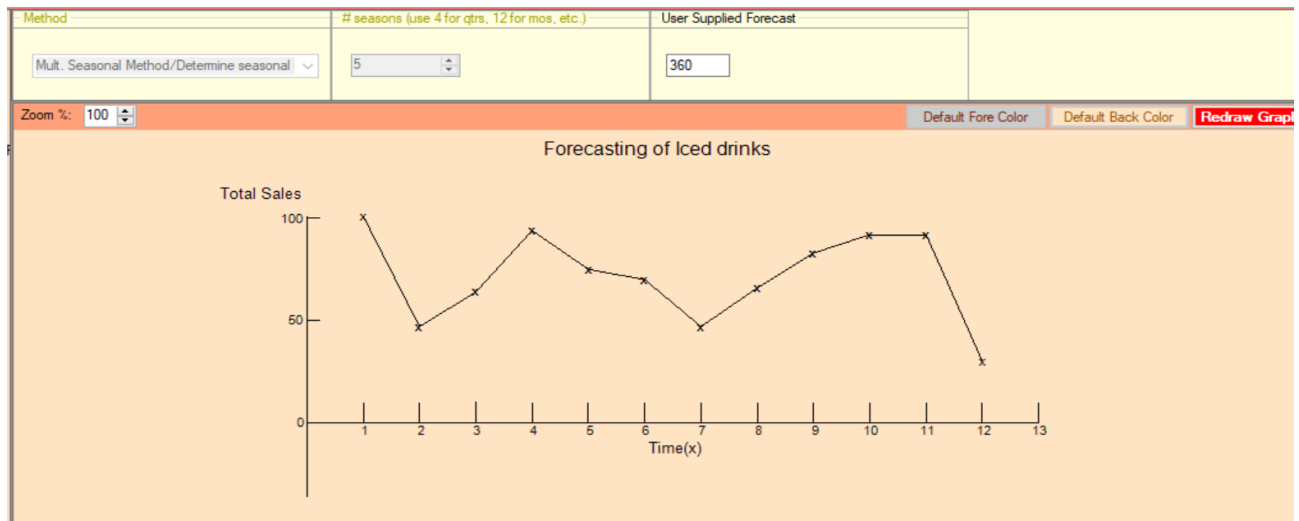 Method # seasons (use 4 for qtrs, 12 for mos, etc.) User Supplied Forecast
Mult. Seasonal Method/Determine seasonal 5 360
Zoom %: 100 Default Fore Color Default Back Color Redraw Graph
Forecasting of Iced drinks
Total Sales
100
50
0
1 2 3 4 5 6 7 8 9 10 11 12 13
Time(x)